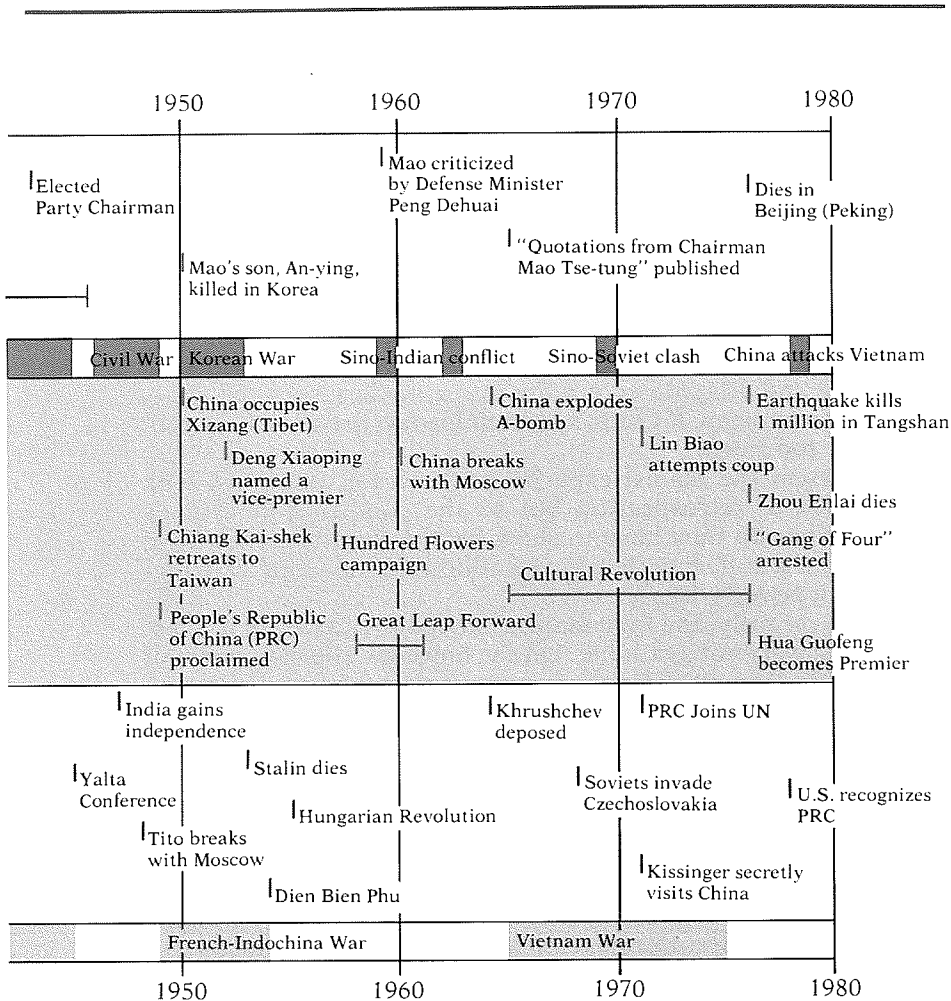 1950 1960 1970 1980
Elected
Party Chairman
Mao's son, An-ying,
killed in Korea
Mao criticized
by Defense Minister
Peng Dehuai
"Quotations from Chairman
Mao Tse-tung" published
Dies in
Beijing (Peking)
Civil War Korean War Sino-Indian conflict Sino-Soviet clash China attacks Vietnam
China occupies
Xizang (Tibet)
Deng Xiaoping
named a
vice-premier
Chiang Kai-shek
retreats to
Taiwan
People's Republic
of China (PRC)
proclaimed
China breaks
with Moscow
Hundred Flowers
campaign
Great Leap Forward
China explodes
A-bomb
Lin Biao
attempts coup
Cultural Revolution
Earthquake kills
1 million in Tangshan
Zhou Enlai dies
"Gang of Four"
arrested
Hua Guofeng
becomes Premier
India gains
independence
Yalta
Conference
Tito breaks
with Moscow
Stalin dies
Hungarian Revolution
Dien Bien Phu
Khrushchev
deposed
Soviets invade
Czechoslovakia
PRC Joins UN
Kissinger secretly
visits China
U.S. recognizes
PRC
French-Indochina War Vietnam War
1950 1960 1970 1980